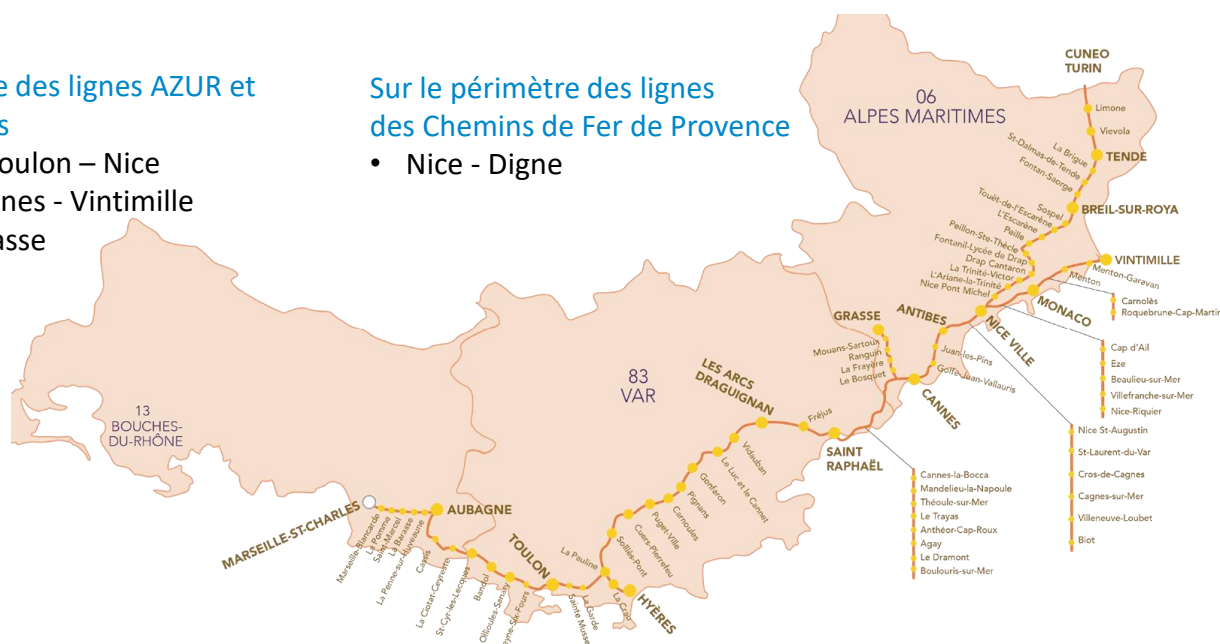 e des lignes AZUR et
s
oulon – Nice
nes - Vintimille
asse
Sur le périmètre des lignes
des Chemins de Fer de Provence
• Nice - Digne
CUNEO
TURIN
06
ALPES MARITIMES
Limone
Vievola
La Brigue
TENDE
St-Dalmas-de-Tende
Fontan-Saorge
BREIL-SUR-ROYA
Sospel
Touët-de-l'Escarène
L'Escarène
Peille
Peillon-Ste-Thècle
Fontanil-Lycée de Drap
Drap Cantaron
La Trinité-Victor
L'Ariane-la-Trinité
Nice Pont Michel
VINTIMILLE
Menton-Garavan
Menton
MONACO
Carnolès
Roquebrune-Cap-Martin
NICE VILLE
Cap d'Ail
Eze
Beaulieu-sur-Mer
Villefranche-sur-Mer
Nice-Riquier
ANTIBES
Juan-les-Pins
Golfe-Juan-Vallauris
Nice St-Augustin
St-Laurent-du-Var
Cros-de-Cagnes
Cagnes-sur-Mer
Villeneuve-Loubet
Biot
GRASSE
Mouans-Sartoux
Ranguin
La Frayère
Le Bosquet
CANNES
Cannes-la-Bocca
Mandelieu-la-Napoule
Théoule-sur-Mer
Le Trayas
Anthéor-Cap-Roux
Agay
Le Dramont
Boulouris-sur-Mer
SAINT
RAPHAËL
Fréjus
LES ARCS
DRAGUIGNAN
83
VAR
Vidauban
Le Luc et le Cannet
Gonfaron
Pignans
Carnoules
Puget-Ville
Cuers-Pierrefeu
Solliès-Pont
La Pauline
HYÈRES
La Crau
La Garde
Sainte Musse
TOULON
eyne-Six-Fours
Ollioules-Sanary
Bandol
St-Cyr-les-Lecques
La Ciotat-Ceyreste
Cassis
AUBAGNE
La Penne-sur-Huveaune
La Barasse
Saint-Marcel
La Pomme
Marseille-Blancarde
MARSEILLE-ST-CHARLES
13
BOUCHES-
DU-RHÔNE